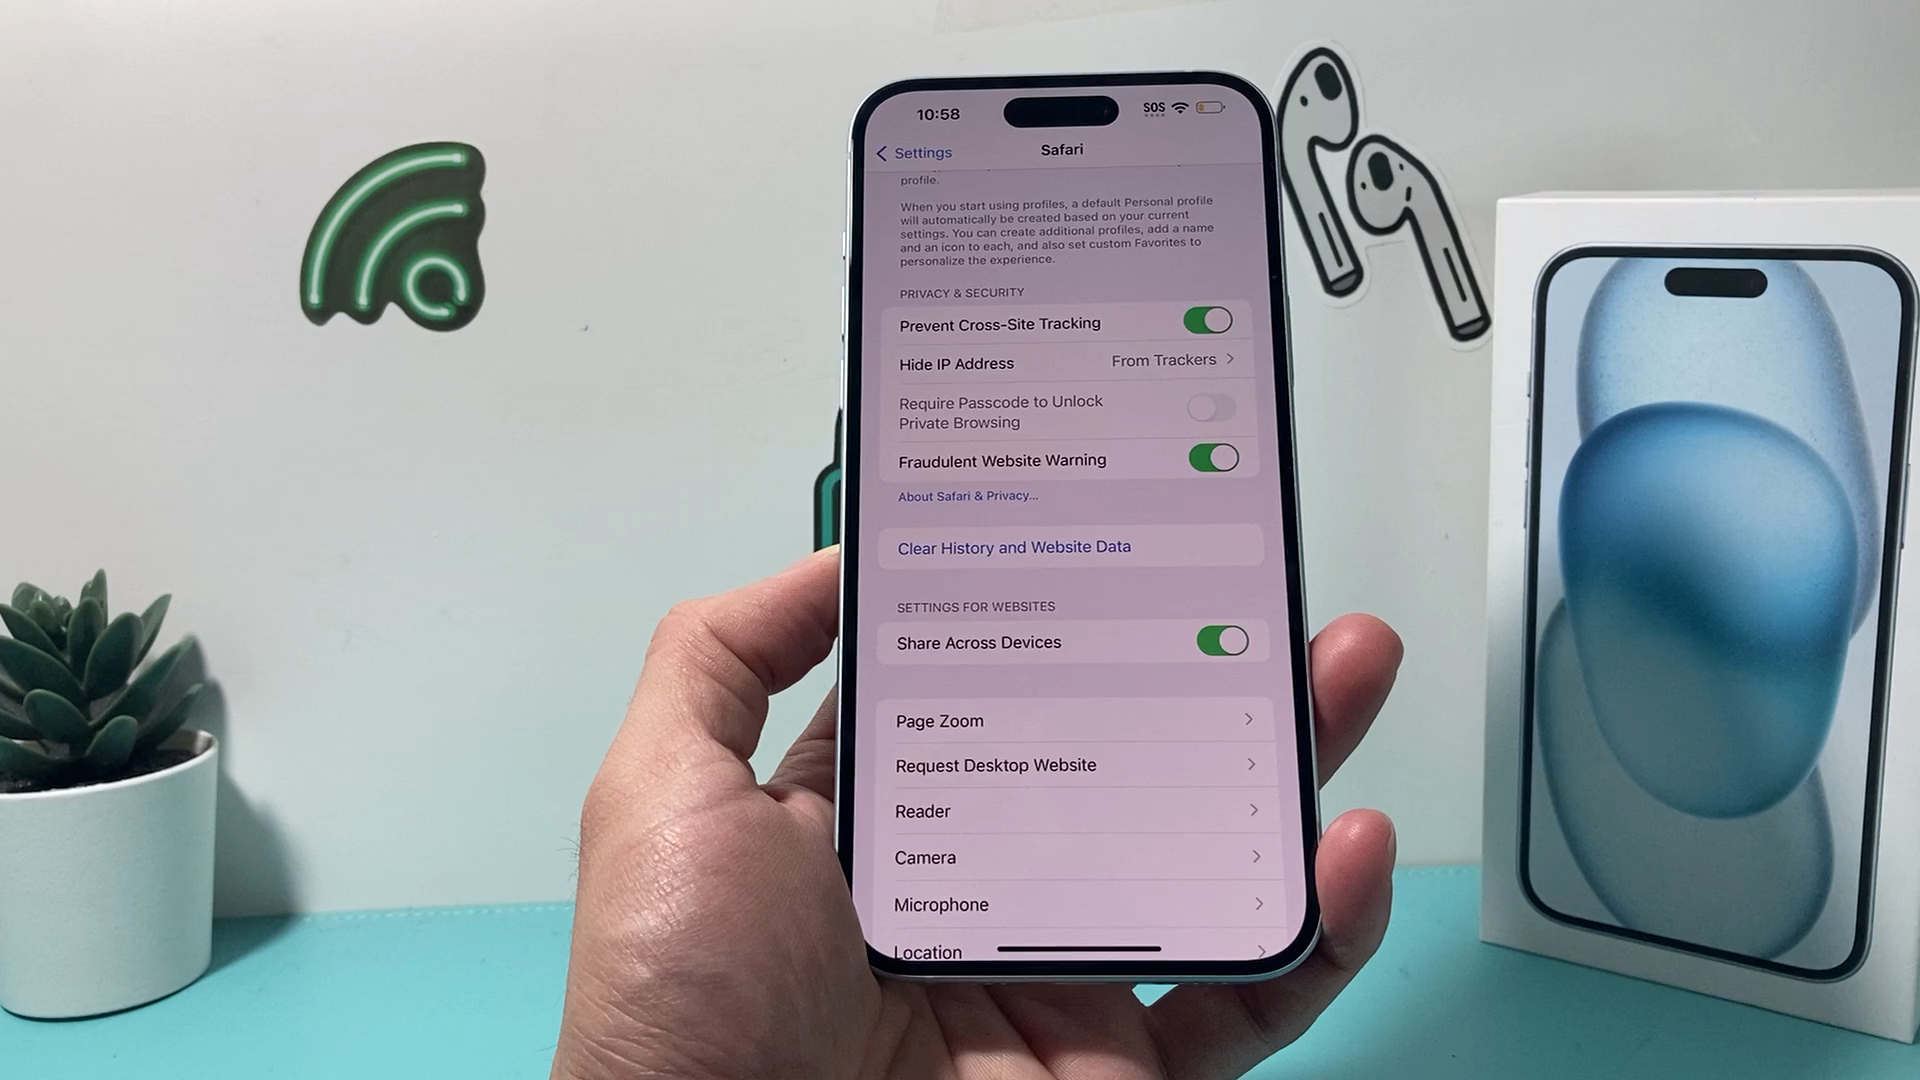 10:58
SOS
Settings
Safari
profile.
When you start using profiles, a default Personal profile
will automatically be created based on your current
settings. You can create additional profiles, add a name
and an icon to each, and also set custom Favorites to
personalize the experience.
PRIVACY & SECURITY
Prevent Cross-Site Tracking
Hide IP Address From Trackers
Require Passcode to Unlock
Private Browsing
Fraudulent Website Warning
About Safari & Privacy...
Clear History and Website Data
SETTINGS FOR WEBSITES
Share Across Devices
Page Zoom
Request Desktop Website
Reader
Camera
Microphone
Location